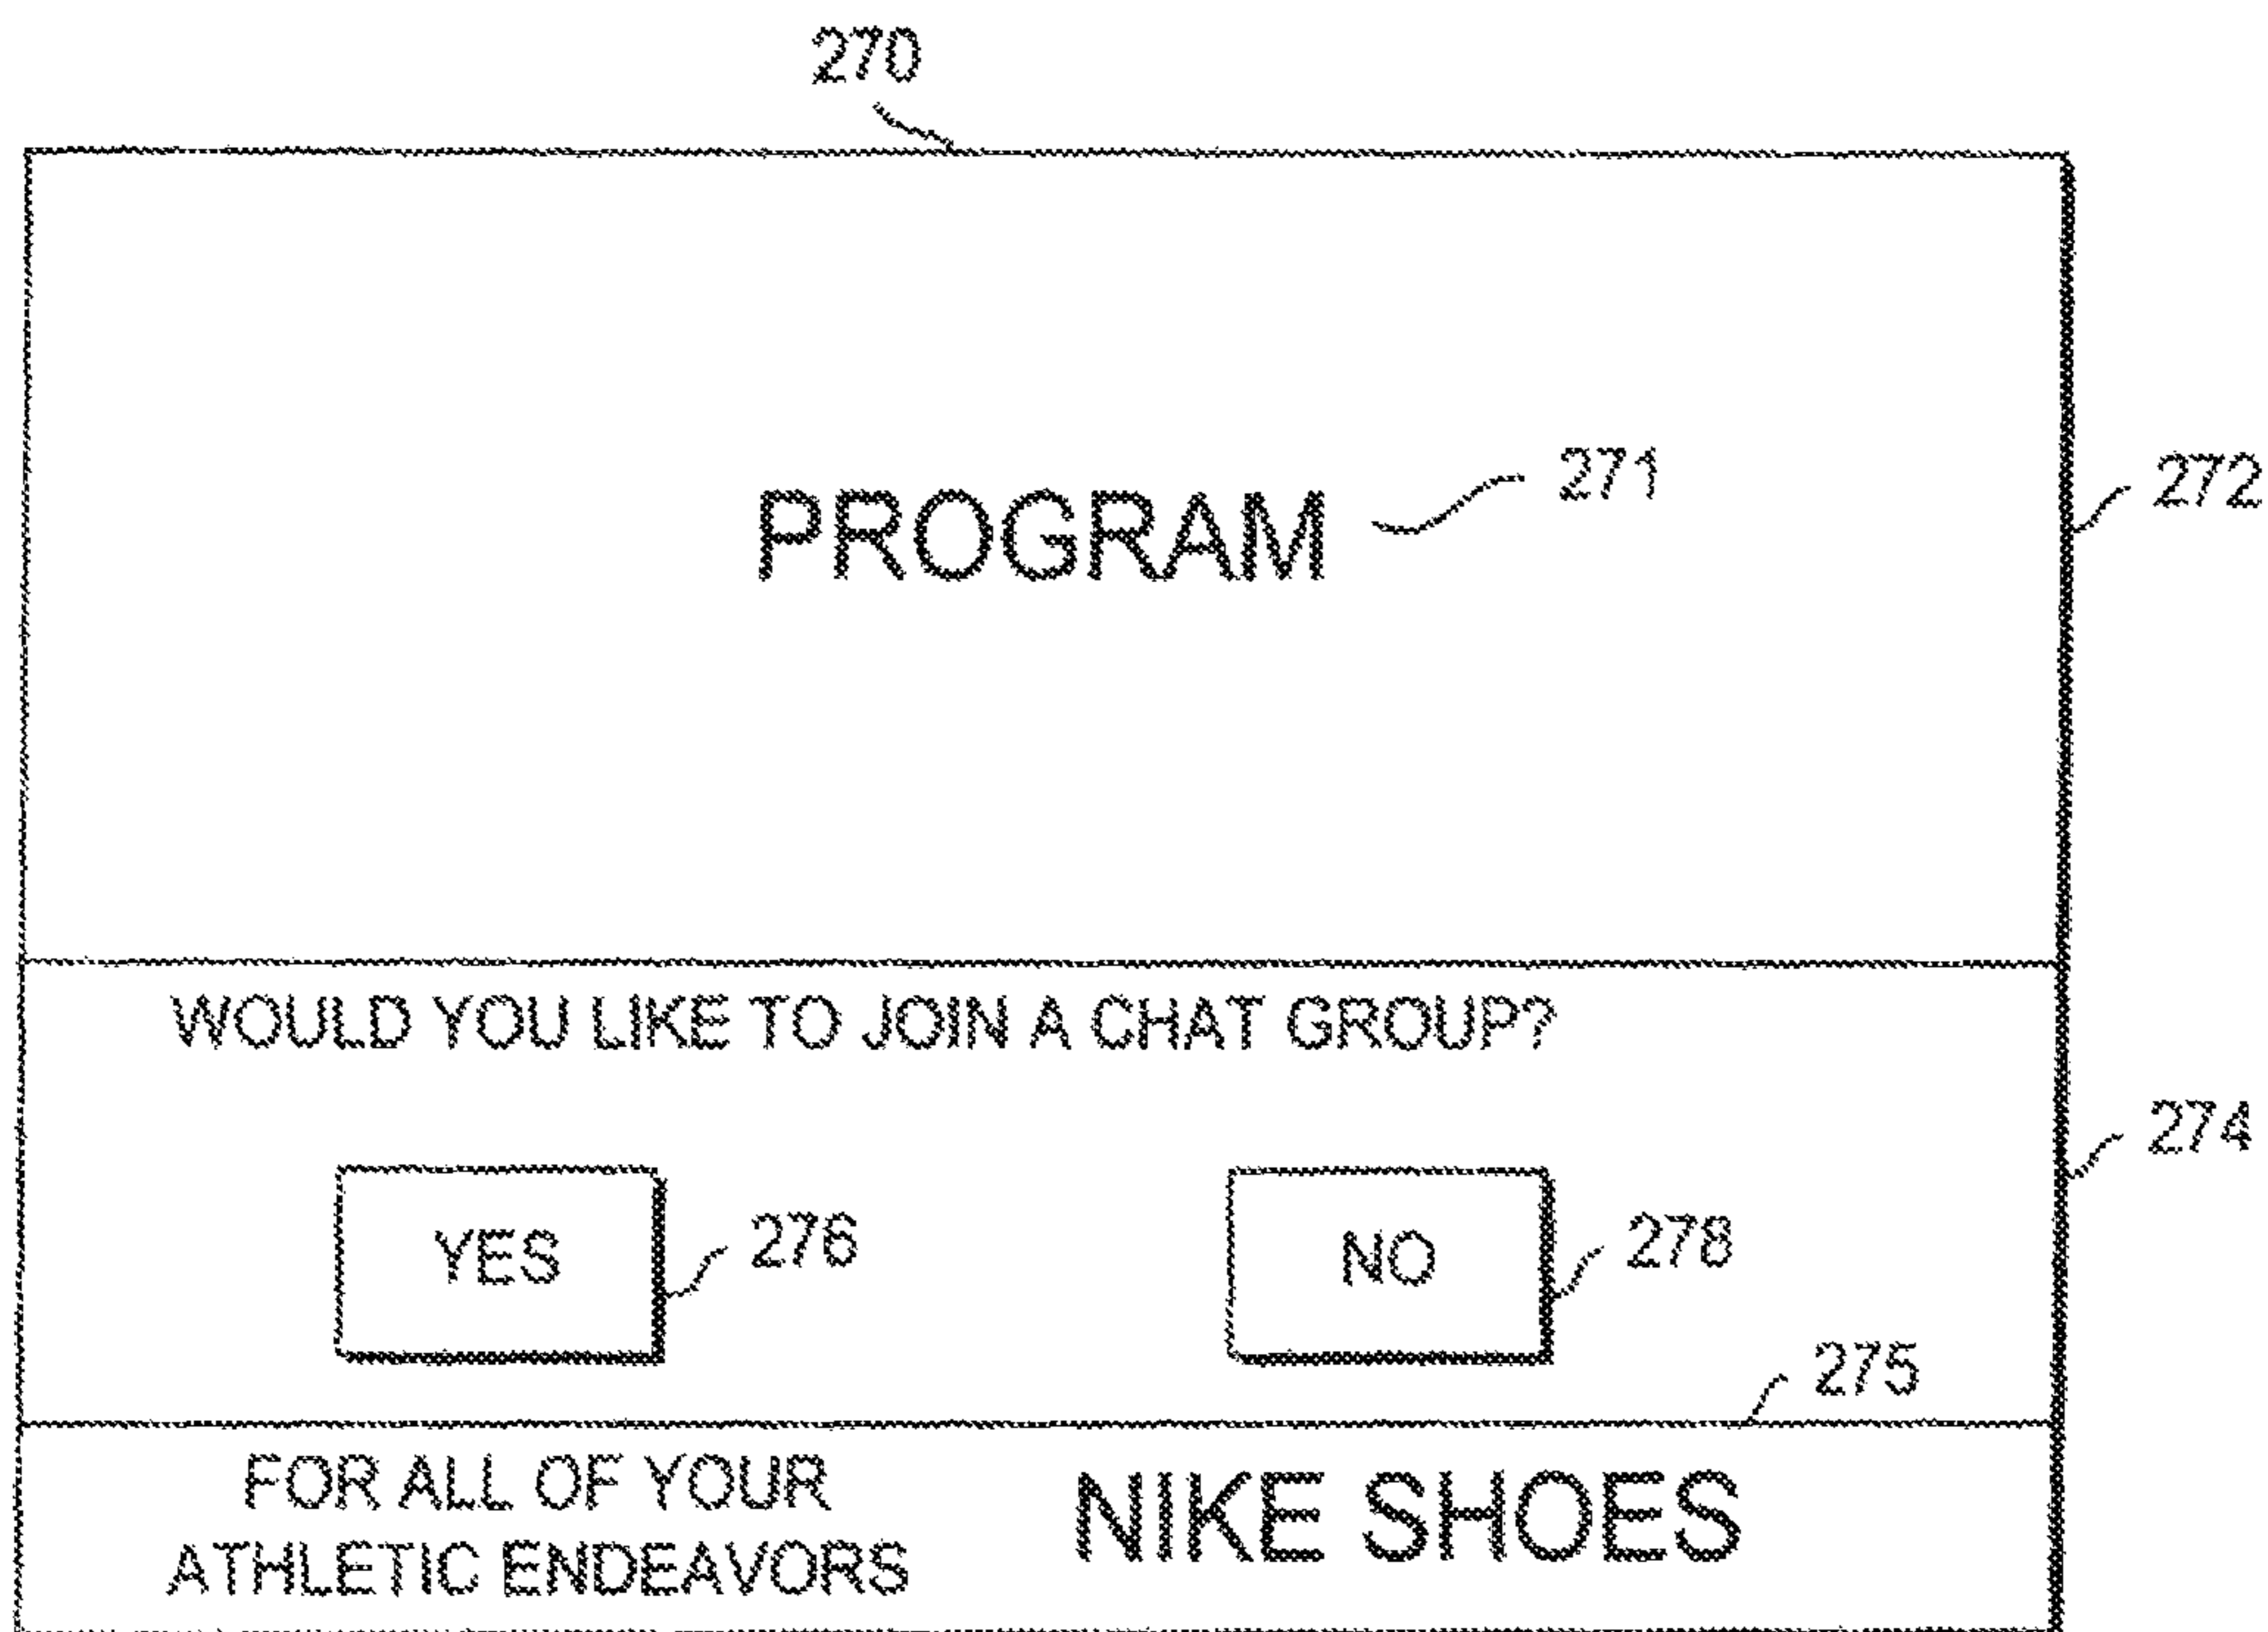 270
PROGRAM 271
272
WOULD YOU LIKE TO JOIN A CHAT GROUP?
274
YES 276 NO 278
275
FOR ALL OF YOUR
ATHLETIC ENDEAVORS
NIKE SHOES